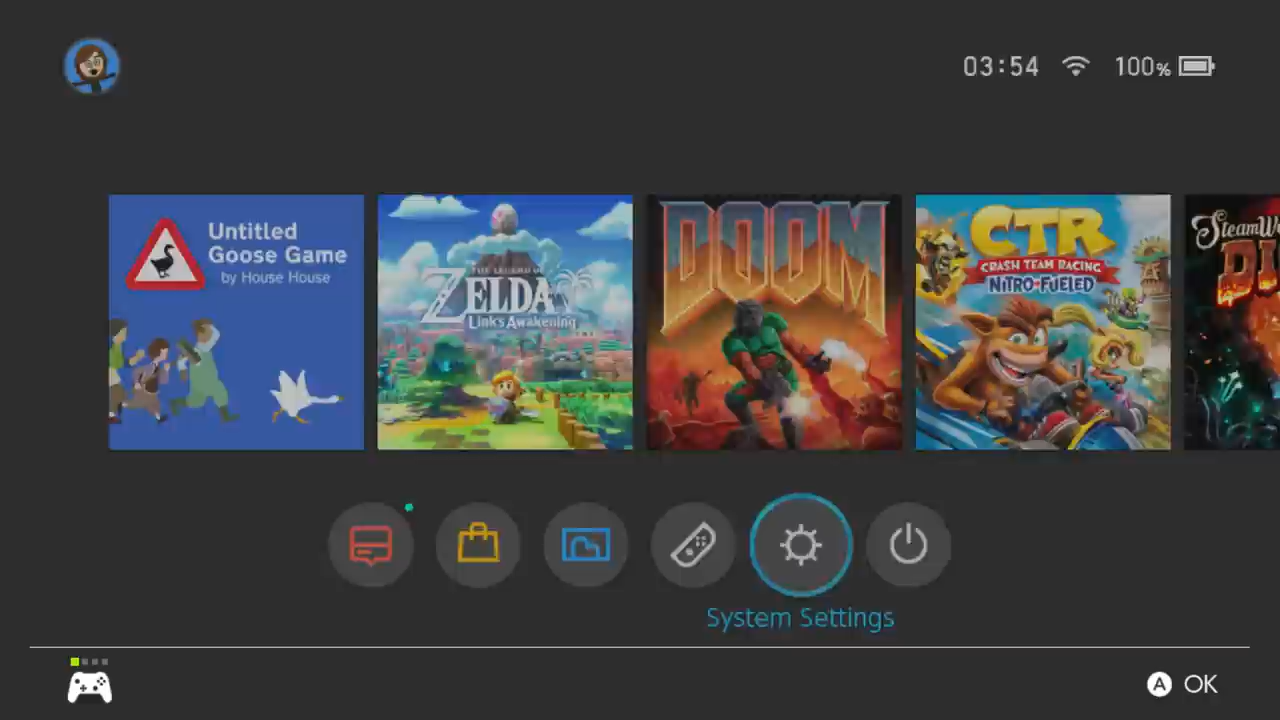 03:54 100%
Untitled
Goose Game
by House House
THE LEGEND OF
ZELDA
Link's Awakening
DOOM
CTR
CRASH TEAM RACING
NITRO-FUELED
System Settings
A OK